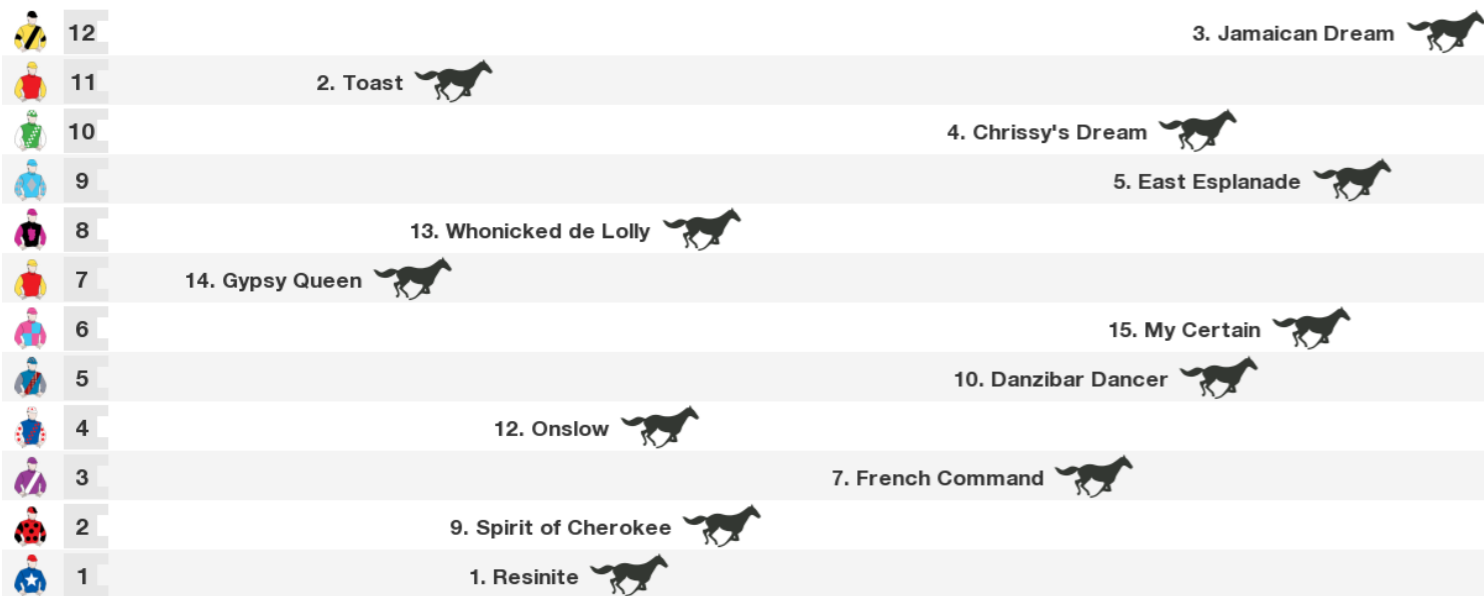 12 3. Jamaican Dream
11 2. Toast
10 4. Chrissy's Dream
9 5. East Esplanade
8 13. Whonicked de Lolly
7 14. Gypsy Queen
6 15. My Certain
5 10. Danzibar Dancer
4 12. Onslow
3 7. French Command
2 9. Spirit of Cherokee
1 1. Resinite